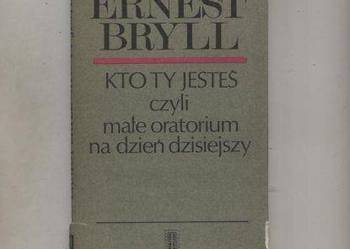 ERNEST
BRYLL
KTO TY JESTEŚ
czyli
małe oratorium
na dzień dzisiejszy